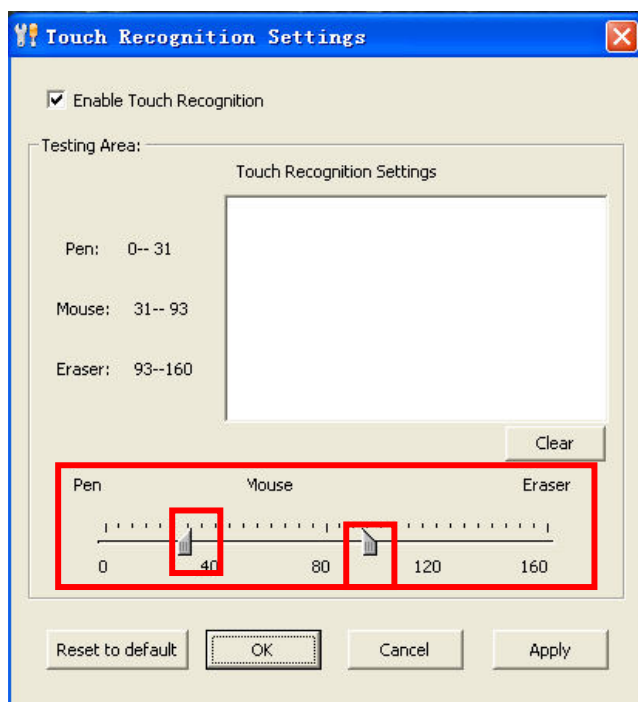 Touch Recognition Settings
Enable Touch Recognition
Testing Area:
Touch Recognition Settings
Pen: 0-- 31
Mouse: 31-- 93
Eraser: 93--160
Clear
Pen Mouse Eraser
0 40 80 120 160
Reset to default OK Cancel Apply